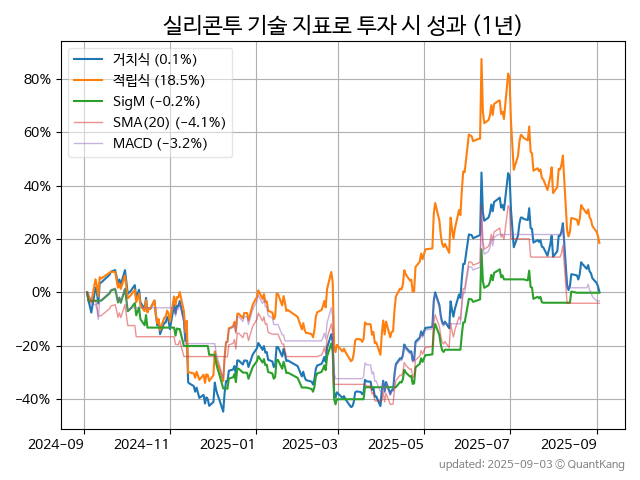 실리콘투 기술 지표로 투자 시 성과 (1년)
거치식 (0.1%)
적립식 (18.5%)
SigM (−0.2%)
SMA(20) (−4.1%)
MACD (−3.2%)
80%
60%
40%
20%
0%
−20%
−40%
2024-09 2024-11 2025-01 2025-03 2025-05 2025-07 2025-09
updated: 2025-09-03 © QuantKang